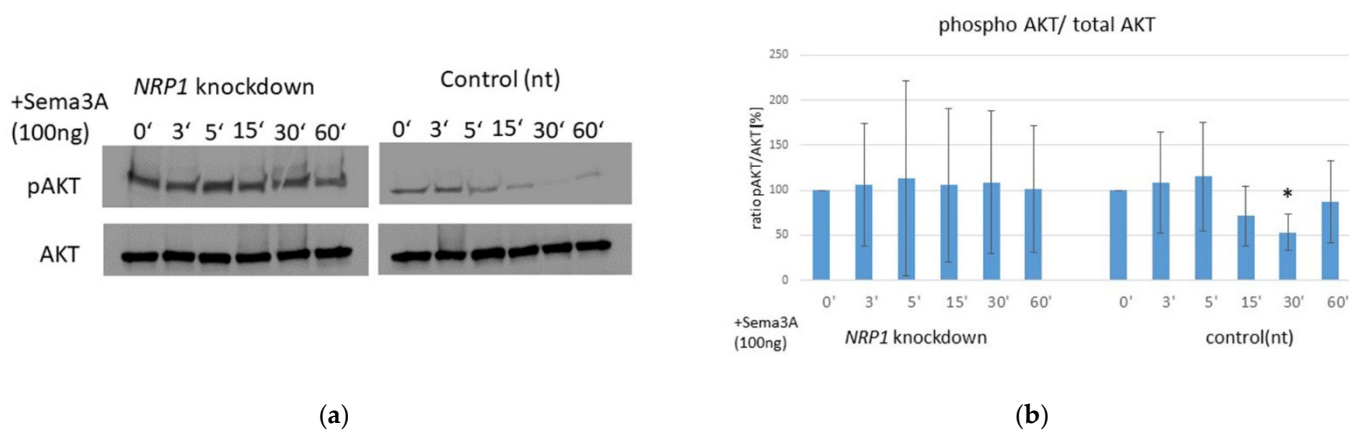 +Sema3A
(100ng)
NRP1 knockdown
Control (nt)
0‘ 3‘ 5‘ 15‘ 30‘ 60‘
0‘ 3‘ 5‘ 15‘ 30‘ 60‘
pAKT
AKT
(a)
phospho AKT/ total AKT
ratio pAKT/AKT [%]
250
200
150
100
50
0
*
0' 3' 5' 15' 30' 60'
0' 3' 5' 15' 30' 60'
+Sema3A
(100ng)
NRP1 knockdown
control(nt)
(b)